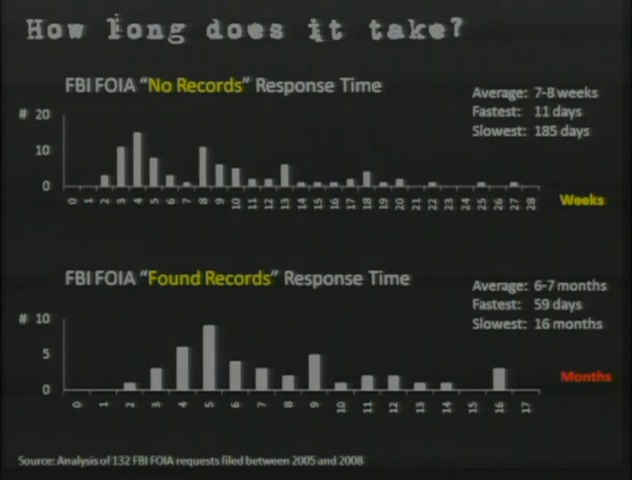 How long does it take?
FBI FOIA “No Records” Response Time
Average: 7-8 weeks
Fastest: 11 days
Slowest: 185 days
# 20
10
0
0 1 2 3 4 5 6 7 8 9 10 11 12 13 14 15 16 17 18 19 20 21 22 23 24 25 26 27 28
Weeks
FBI FOIA “Found Records” Response Time
Average: 6-7 months
Fastest: 59 days
Slowest: 16 months
# 10
5
0
0 1 2 3 4 5 6 7 8 9 10 11 12 13 14 15 16 17
Months
Source: Analysis of 132 FBI FOIA requests filed between 2005 and 2008